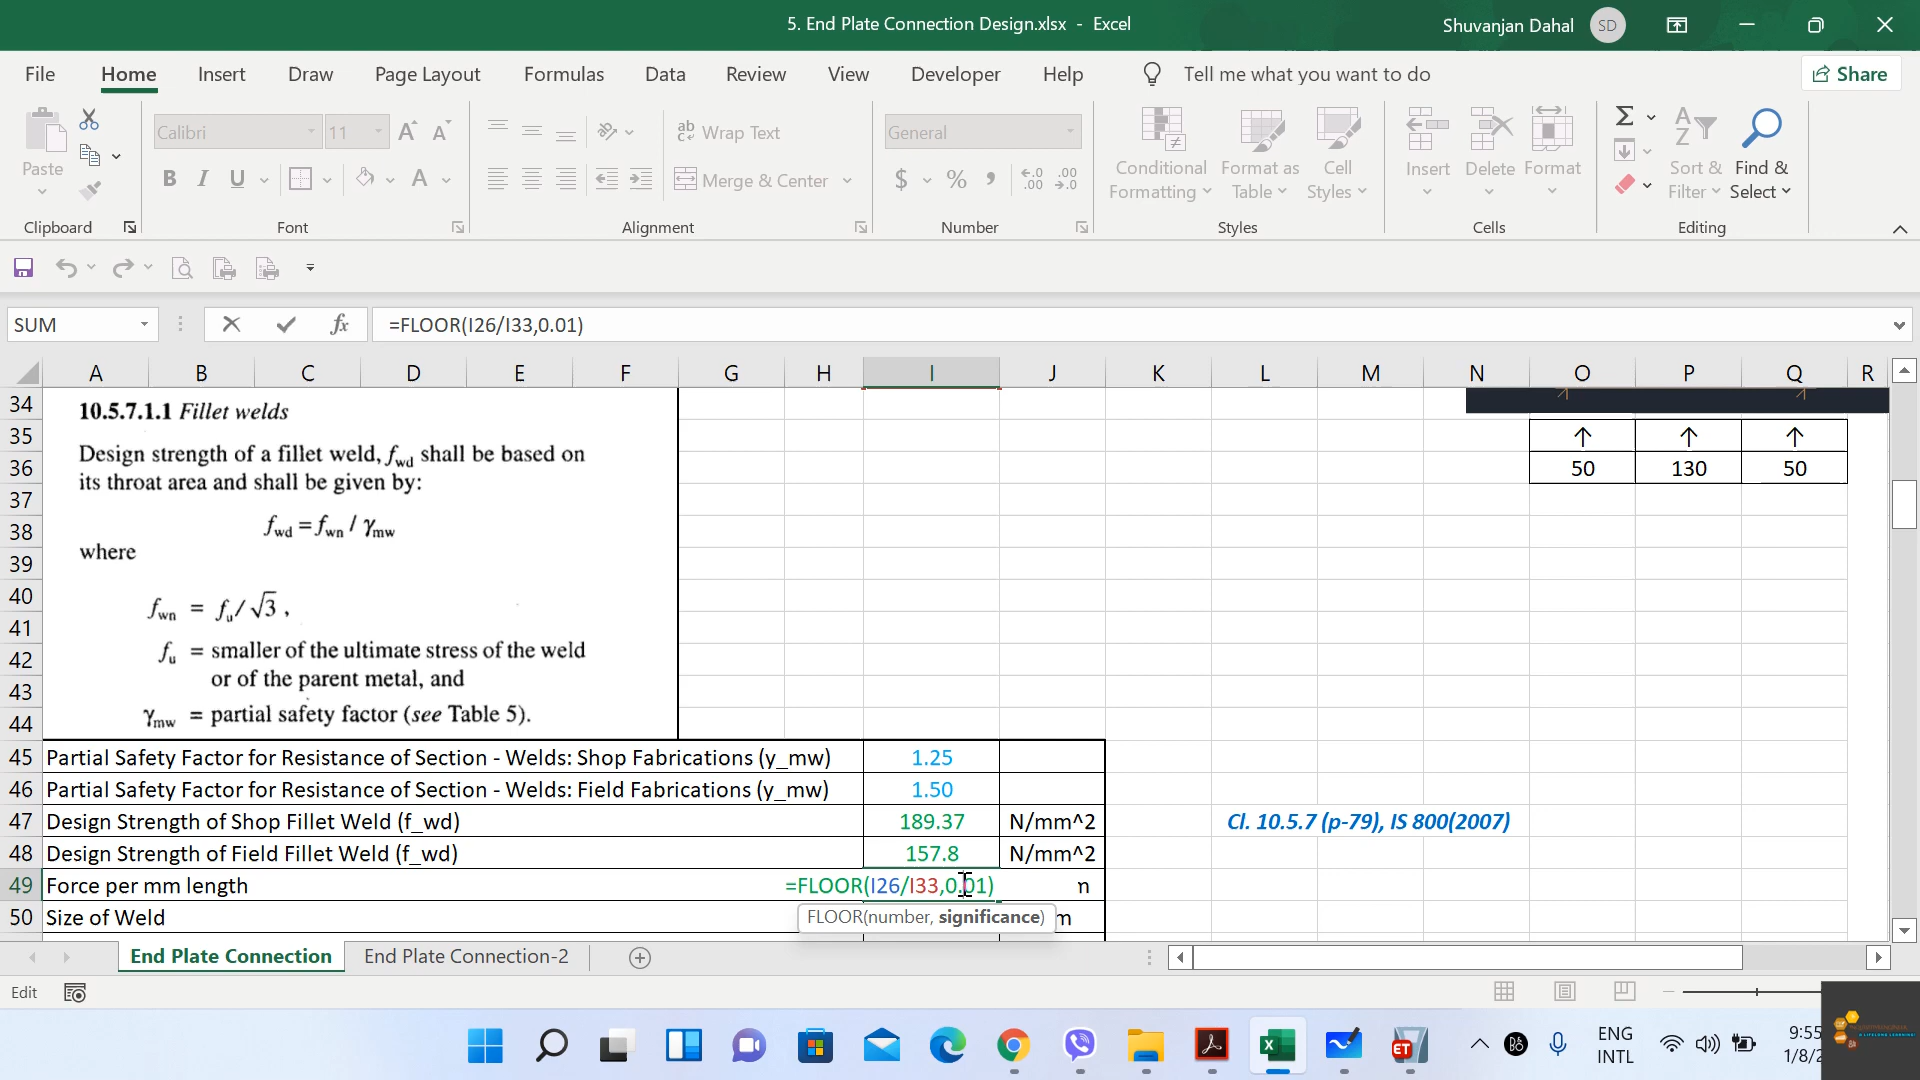 5. End Plate Connection Design.xlsx - Excel
Shuvanjan Dahal SD
File Home Insert Draw Page Layout Formulas Data Review View Developer Help Tell me what you want to do Share
Calibri 11 ab Wrap Text General
Paste
B I U A Merge & Center $ % , .00 .0
Conditional Formatting
Format as Table
Cell Styles
Insert Delete Format
Sort & Filter
Find & Select
Clipboard Font Alignment Number Styles Cells Editing
SUM fx =FLOOR(I26/I33,0.01)
A B C D E F G H I J K L M N O P Q R
34
35 ↑ ↑ ↑
36 50 130 50
37
38
39
40
41
42
43
44
10.5.7.1.1 Fillet welds
Design strength of a fillet weld, f_wd shall be based on
its throat area and shall be given by:
f_wd = f_wn / γ_mw
where
f_wn = f_u / √3 ,
f_u = smaller of the ultimate stress of the weld
or of the parent metal, and
γ_mw = partial safety factor (see Table 5).
45 Partial Safety Factor for Resistance of Section - Welds: Shop Fabrications (y_mw) 1.25
46 Partial Safety Factor for Resistance of Section - Welds: Field Fabrications (y_mw) 1.50
47 Design Strength of Shop Fillet Weld (f_wd) 189.37 N/mm^2 Cl. 10.5.7 (p-79), IS 800(2007)
48 Design Strength of Field Fillet Weld (f_wd) 157.8 N/mm^2
49 Force per mm length =FLOOR(I26/I33,0.01) n
50 Size of Weld FLOOR(number, significance) m
End Plate Connection End Plate Connection-2
Edit
ET
ENG
INTL
9:55
1/8/2